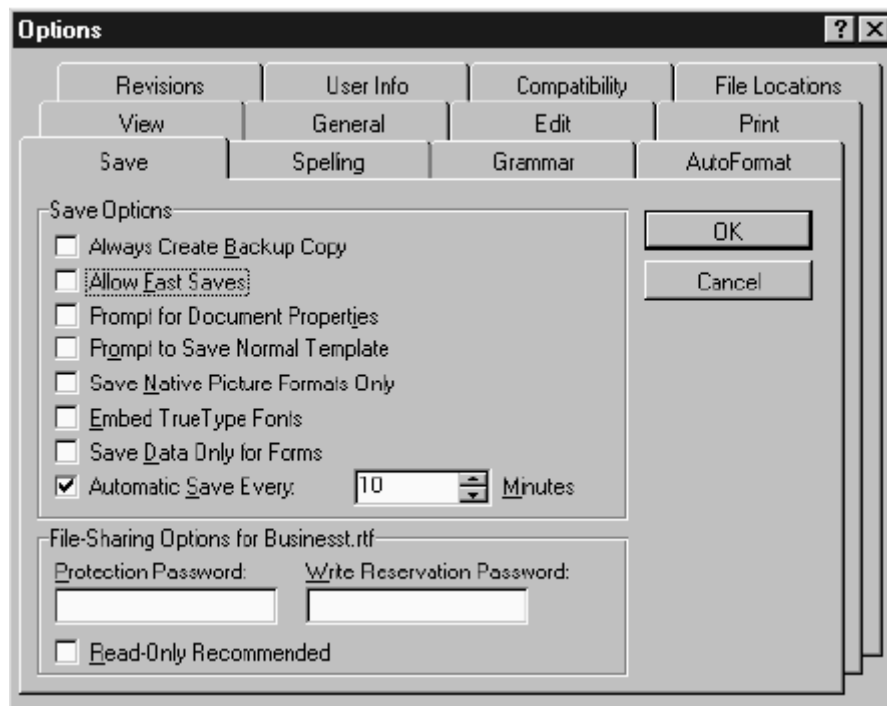 Options
Revisions User Info Compatibility File Locations
View General Edit Print
Save Spelling Grammar AutoFormat
Save Options
Always Create Backup Copy
Allow Fast Saves
Prompt for Document Properties
Prompt to Save Normal Template
Save Native Picture Formats Only
Embed TrueType Fonts
Save Data Only for Forms
Automatic Save Every: 10 Minutes
OK
Cancel
File-Sharing Options for Businesst.rtf
Protection Password: Write Reservation Password:
Read-Only Recommended